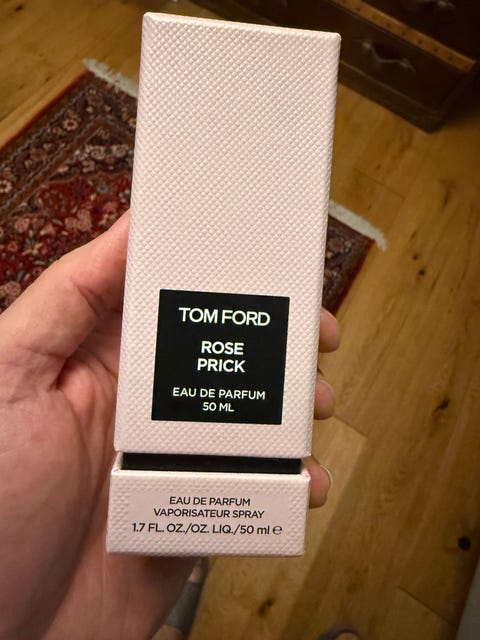 TOM FORD
ROSE
PRICK
EAU DE PARFUM
50 ML
EAU DE PARFUM
VAPORISATEUR SPRAY
1.7 FL. OZ./OZ. LIQ./50 ml ℮